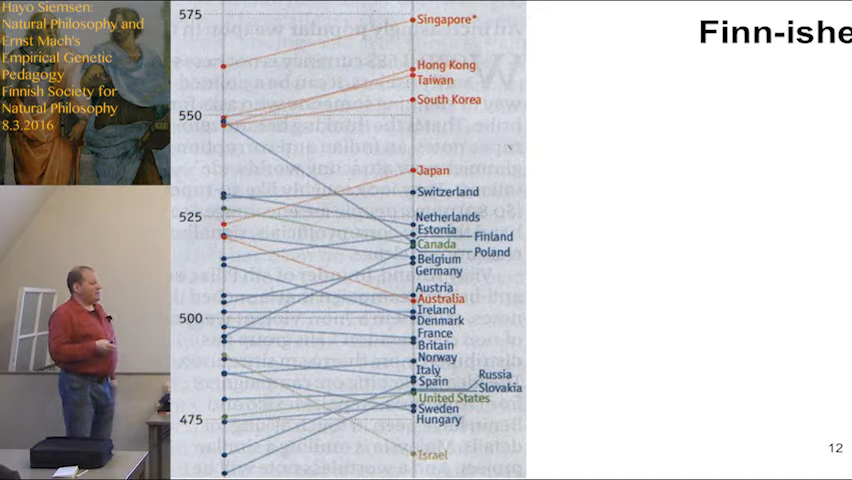 Hayo Siemsen:
Natural Philosophy and
Ernst Mach's
Empirical Genetic
Pedagogy
Finnish Society for
Natural Philosophy
8.3.2016
Finn-ishe
575
550
525
500
475
Singapore*
Hong Kong
Taiwan
South Korea
Japan
Switzerland
Netherlands
Estonia
Finland
Canada
Poland
Belgium
Germany
Austria
Australia
Ireland
Denmark
France
Britain
Norway
Italy
Russia
Spain
Slovakia
United States
Sweden
Hungary
Israel
12